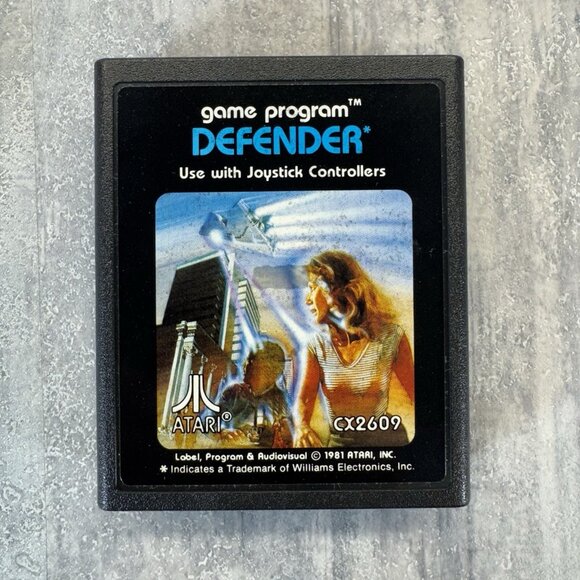 game program™
DEFENDER*
Use with Joystick Controllers
ATARI®
CX2609
Label, Program & Audiovisual © 1981 ATARI, INC.
* Indicates a Trademark of Williams Electronics, Inc.